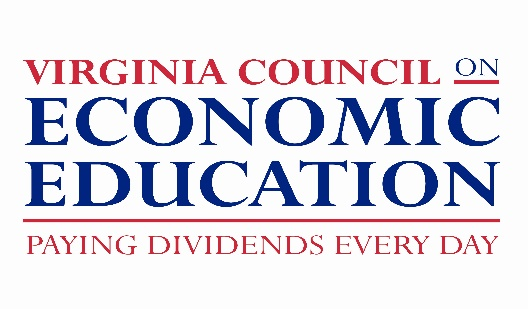 VIRGINIA COUNCIL ON
ECONOMIC
EDUCATION
PAYING DIVIDENDS EVERY DAY